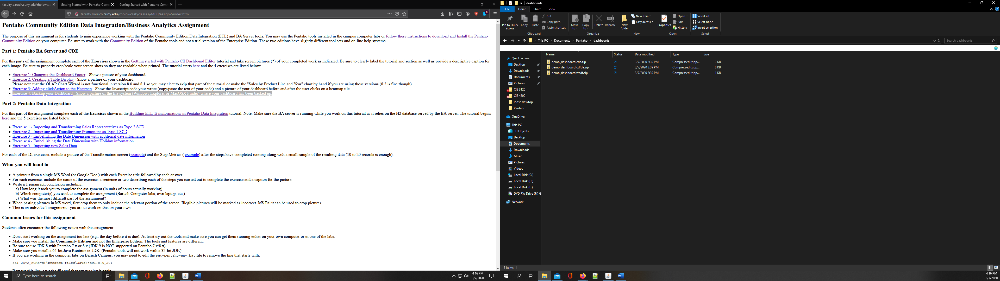 faculty.baruch.cuny.edu/rholowcza
Getting Started with Pentaho Com
Getting Started with Pentaho Com
faculty.baruch.cuny.edu/rholowczak/classes/4400/assign2/index.htm
Pentaho Community Edition Data Integration/Business Analytics Assignment
The purpose of this assignment is for students to gain experience working with the Pentaho Community Edition Data Integration (ETL) and BA Server tools. You may use the Pentaho tools installed in the campus computer labs or follow these instructions to download and Install the Pentaho
Community Edition on your computer. Be sure to work with the Community Edition of the Pentaho tools and not a trial version of the Enterprise Edition. These two editions have slightly different tool sets and on-line help systems.
Part 1: Pentaho BA Server and CDE
For this parts of the assignment complete each of the Exercises shown in the Getting started with Pentaho CE Dashboard Editor tutorial and take screen pictures (*) of your completed work as indicated. Be sure to clearly label the tutorial and section as well as provide a descriptive caption for
each image. Be sure to properly crop/scale your screen shots so they are readable when printed. The tutorial starts here and the 4 exercises are listed below:
Exercise 1: Changing the Dashboard Footer - Show a picture of your dashboard.
Exercise 2: Creating a Table Display - Show a picture of your dashboard.
Please note that the OLAP Chart Wizard is not functional in version 8.0 and 8.1 so you may elect to skip that part of the tutorial or make the "Sales by Product Line and Year" chart by hand if you are using those versions (8.2 is fine though).
Exercise 3: Adding clickAction to the Heatmap - Show the Javascript code your wrote (copy/paste the text of your code) and a picture of your dashboard before and after the user clicks on a heatmap tile.
Exercise 4: Backup your Dashboard - Show a picture of the file system (Windows Explorer or MacOSX Finder) where your dashboard has been backed up.
Part 2: Pentaho Data Integration
For this part of the assignment complete each of the Exercises shown in the Building ETL Transformations in Pentaho Data Integration tutorial. Note: Make sure the BA server is running while you work on this tutorial as it relies on the H2 database served by the BA server. The tutorial begins
here and the 5 exercises are listed below:
Exercise 1 - Importing and Transforming Sales Representatives as Type 2 SCD
Exercise 2 - Importing and Transforming Promotions as Type 1 SCD
Exercise 3 - Embellishing the Date Dimension with additional date information
Exercise 4 - Embellishing the Date Dimension with Holiday information
Exercise 5 - Importing new Sales Data
For each of the DI exercises, include a picture of the Transformation screen (example) and the Step Metrics ( example) after the steps have completed running along with a small sample of the resulting data (10 to 20 records is enough).
What you will hand in
A printout from a single MS Word (or Google Doc.) with each Exercise title followed by each answer.
For each exercise, include the name of the exercise, a sentence or two describing each of the steps you carried out to complete the exercise and a caption for the picture.
Write a 1 paragraph conclusion including:
a) How long it took you to complete the assignment (in units of hours actually working).
b) Which computer(s) you used to complete the assignment (Baruch Computer labs, own laptop, etc.)
c) What was the most difficult part of the assignment?
When pasting pictures in MS word, first crop them to only include the relevant portion of the screen. Illegible pictures will be marked as incorrect. MS Paint can be used to crop pictures.
This is an individual assignment - you are to work on this on your own.
Common Issues for this assignment
Students often encounter the following issues with this assignment:
Don't start working on the assignment too late (e.g., the day before it is due). At least try out the tools and make sure you can get them running either on your own computer or in one of the labs.
Make sure you install the Community Edition and not the Enterprise Edition. The tools and features are different.
Be sure to use JDK 8 with Pentaho 7.x or 8.x (JDK 9 is NOT supported on Pentaho 7.x/8.x)
Make sure you install a 64-bit Java Runtime or JDK. (Pentaho tools will not work with a 32-bit JDK)
If you are working in the computer labs on Baruch Campus, you may need to edit the set-pentaho-env.bat file to remove the line that starts with:
SET JAVA_HOME=c:\program files\Java\jdk1.8.0_201
Type here to search
4:16 PM
3/7/2020
dashboards
File Home Share View
Pin to Quick access
Copy
Paste
Cut
Copy path
Paste shortcut
Clipboard
Move to
Copy to
Delete
Rename
Organize
New folder
New item
Easy access
New
Properties
Open
Edit
History
Open
Select all
Select none
Invert selection
Select
This PC > Documents > Pentaho > dashboards
Search dashboards
Name Status Date modified Type Size
demo_dashboard.cda.zip 3/7/2020 3:39 PM Compressed (zipp... 2 KB
demo_dashboard.cdfde.zip 3/7/2020 3:39 PM Compressed (zipp... 8 KB
demo_dashboard.wcdf.zip 3/7/2020 3:39 PM Compressed (zipp... 1 KB
Quick access
Desktop
Downloads
Documents
Pictures
CIS 3120
CIS 4800
loose desktop
Pentaho
OneDrive
This PC
3D Objects
Desktop
Documents
Downloads
Music
Pictures
Videos
Local Disk (C:)
Local Disk (D:)
Local Disk (E:)
DVD RW Drive (F:) G
Network
3 items
4:16 PM
3/7/2020